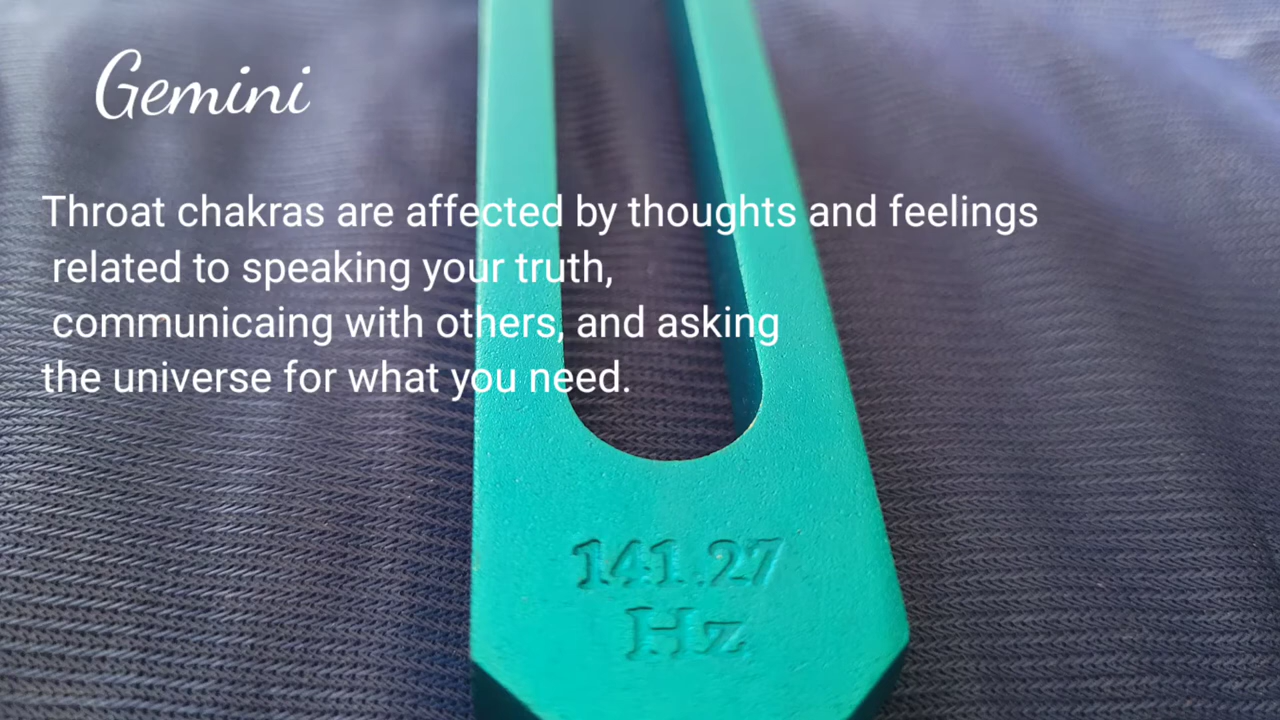 Gemini
Throat chakras are affected by thoughts and feelings
related to speaking your truth,
communicaing with others, and asking
the universe for what you need.
141.27
Hz